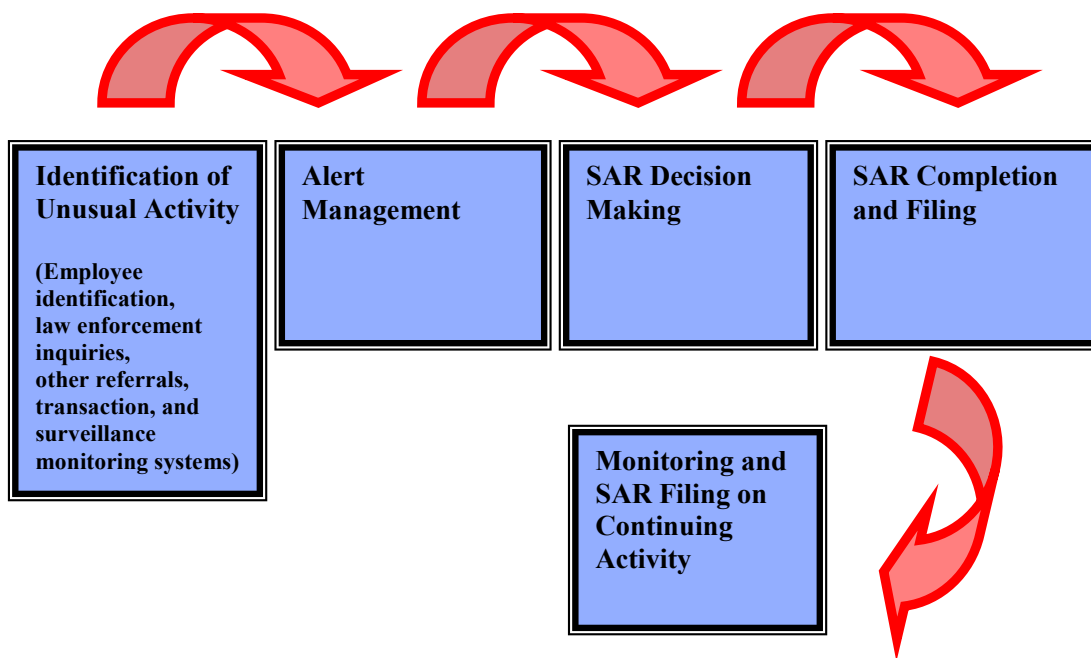 Identification of
Unusual Activity
(Employee
identification,
law enforcement
inquiries,
other referrals,
transaction, and
surveillance
monitoring systems)
Alert
Management
SAR Decision
Making
SAR Completion
and Filing
Monitoring and
SAR Filing on
Continuing
Activity